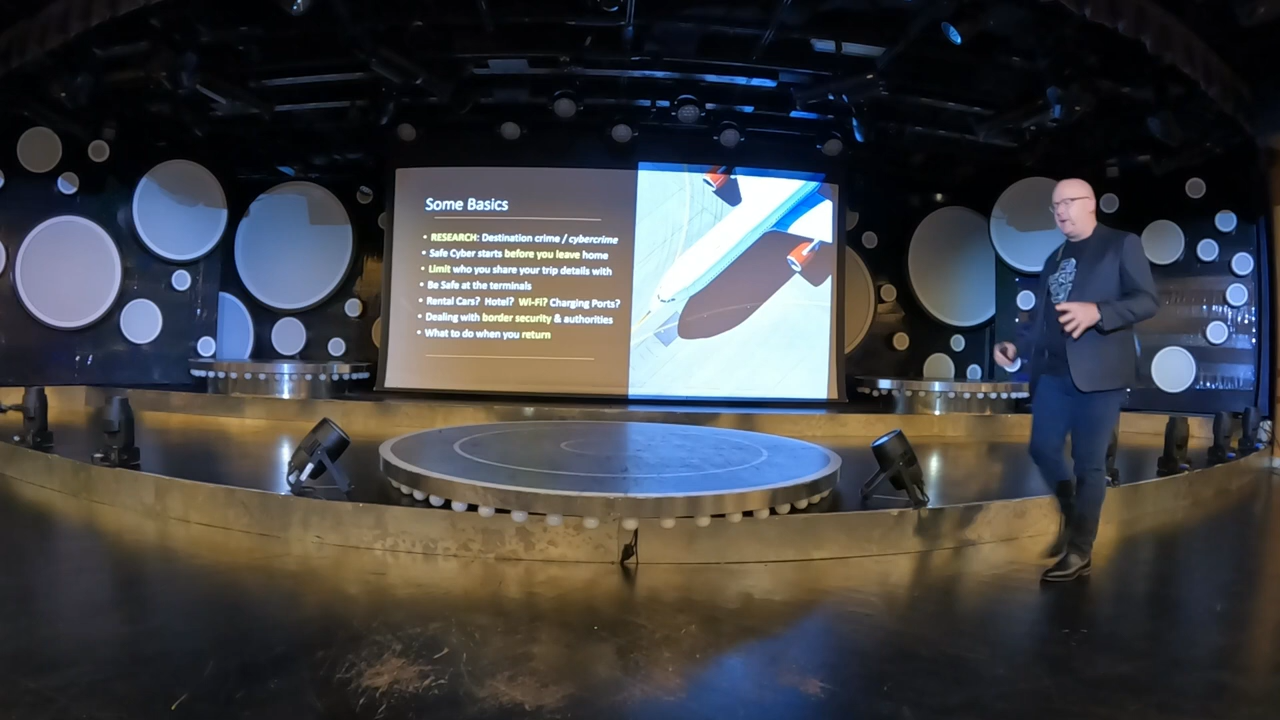 Some Basics
• RESEARCH: Destination crime / cybercrime
• Safe Cyber starts before you leave home
• Limit who you share your trip details with
• Be Safe at the terminals
• Rental Cars? Hotel? Wi-Fi? Charging Ports?
• Dealing with border security & authorities
• What to do when you return